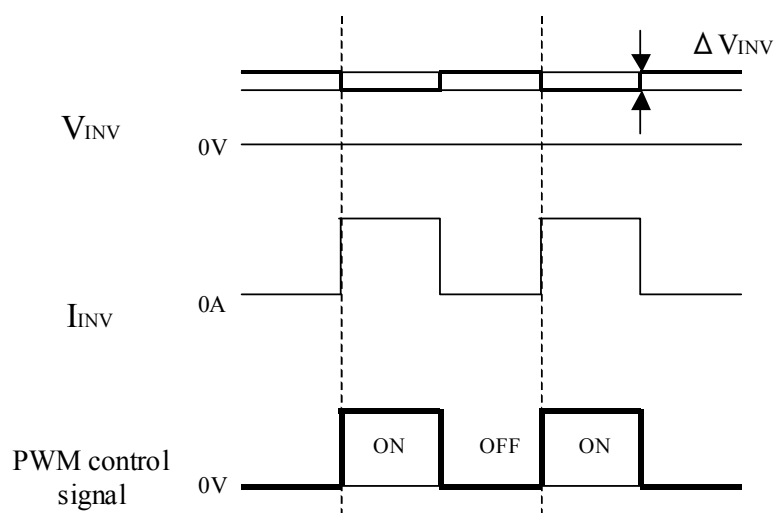 Δ VINV
VINV
0V
0A
IINV
ON
OFF
ON
PWM control
signal
0V